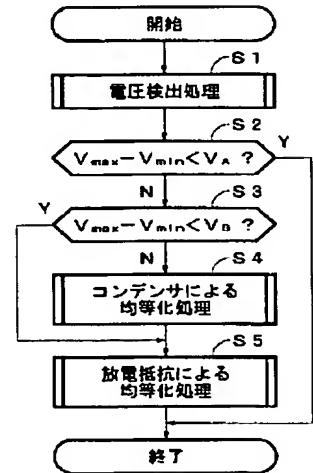 開始
S1
電圧検出処理
S2
Vmax−Vmin<VA ?
Y
N
S3
Y
Vmax−Vmin<VB ?
N
S4
コンデンサによる
均等化処理
S5
放電抵抗による
均等化処理
終了